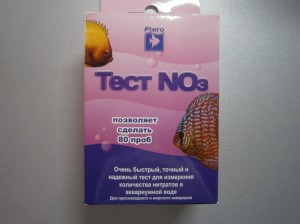 Ptero
Тест NO3
позволяет
сделать
80 проб
Очень быстрый, точный и
надежный тест для измерения
количества нитратов в
аквариумной воде
Для пресноводного и морского аквариума